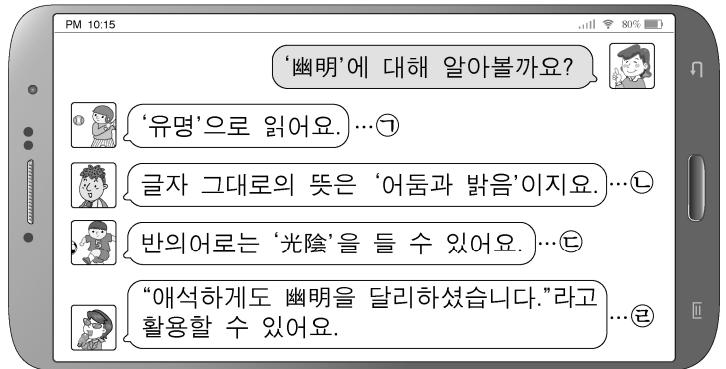 PM 10:15
80%
‘幽明’에 대해 알아볼까요?
‘유명’으로 읽어요. …㉠
글자 그대로의 뜻은 ‘어둠과 밝음’이지요. …㉡
반의어로는 ‘光陰’을 들 수 있어요. …㉢
“애석하게도 幽明을 달리하셨습니다.”라고
활용할 수 있어요. …㉣